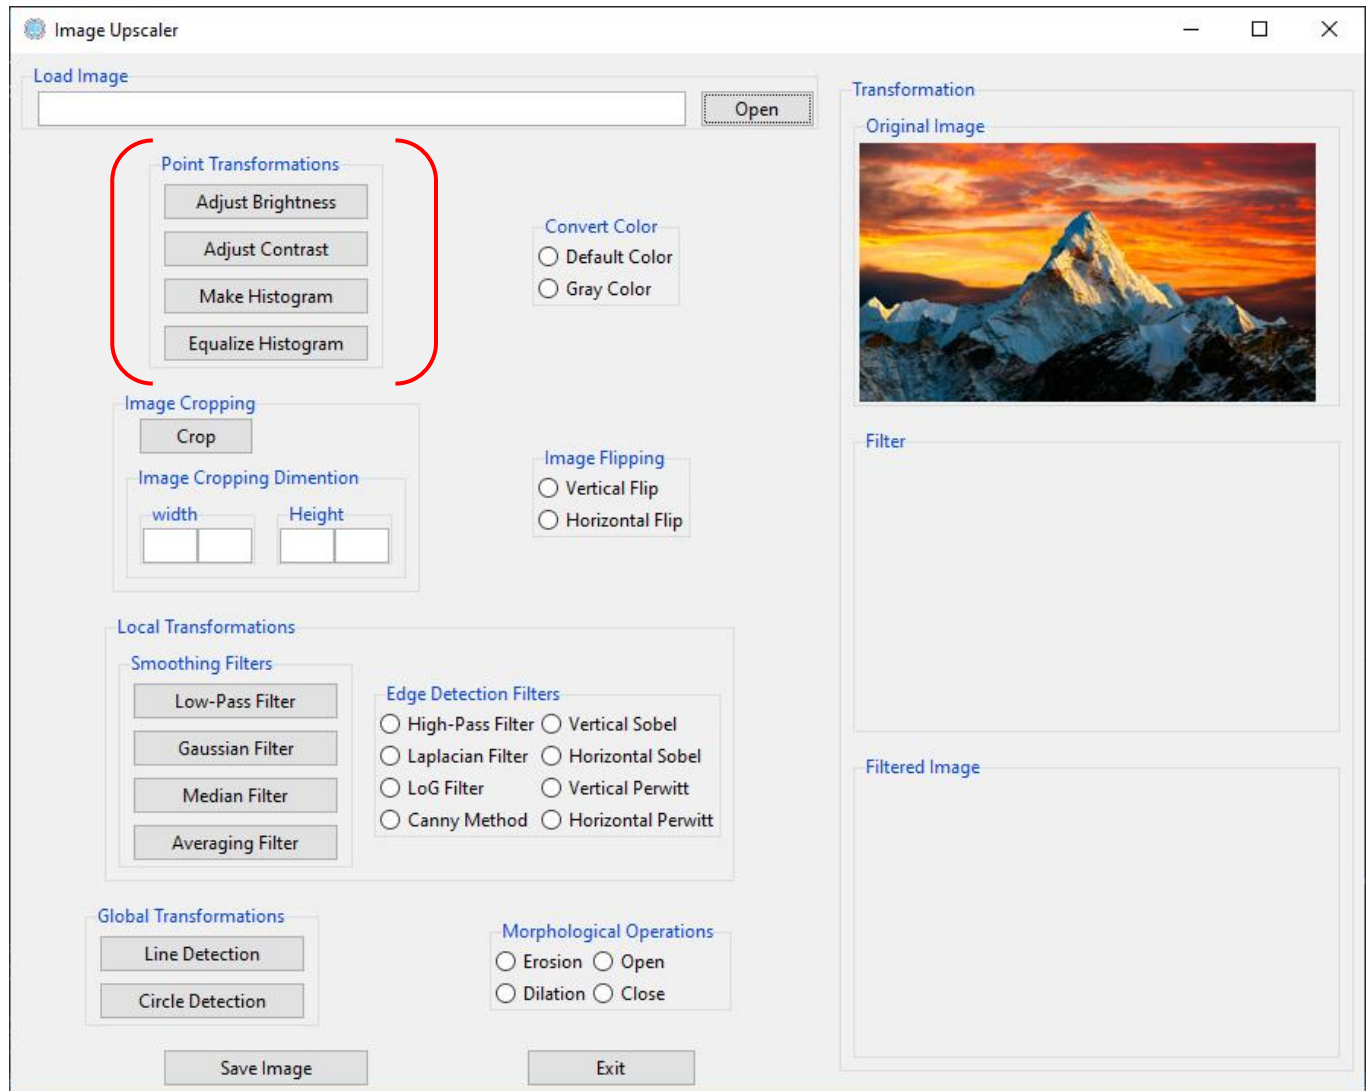 Image Upscaler
Load Image
Open
Point Transformations
Adjust Brightness
Adjust Contrast
Make Histogram
Equalize Histogram
Convert Color
Default Color
Gray Color
Image Cropping
Crop
Image Cropping Dimention
width Height
Image Flipping
Vertical Flip
Horizontal Flip
Local Transformations
Smoothing Filters
Low-Pass Filter
Gaussian Filter
Median Filter
Averaging Filter
Edge Detection Filters
High-Pass Filter Vertical Sobel
Laplacian Filter Horizontal Sobel
LoG Filter Vertical Perwitt
Canny Method Horizontal Perwitt
Global Transformations
Line Detection
Circle Detection
Morphological Operations
Erosion Open
Dilation Close
Save Image
Exit
Transformation
Original Image
Filter
Filtered Image